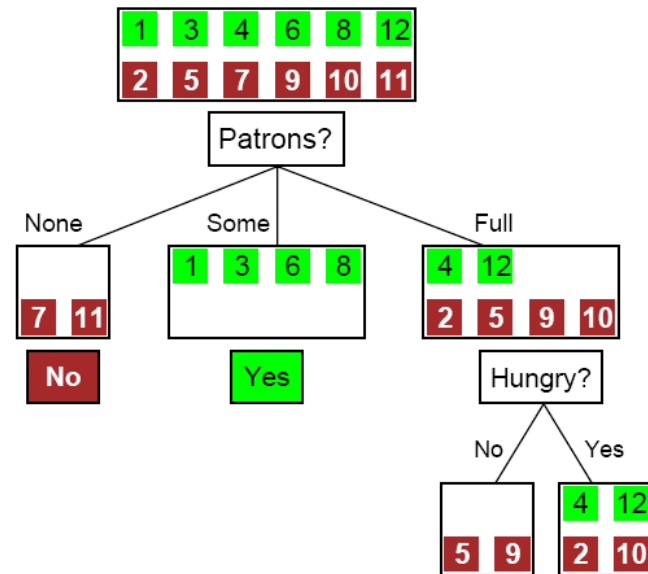 1 3 4 6 8 12
2 5 7 9 10 11
Patrons?
None Some Full
1 3 6 8 4 12
7 11 2 5 9 10
No Yes Hungry?
No Yes
4 12
5 9 2 10